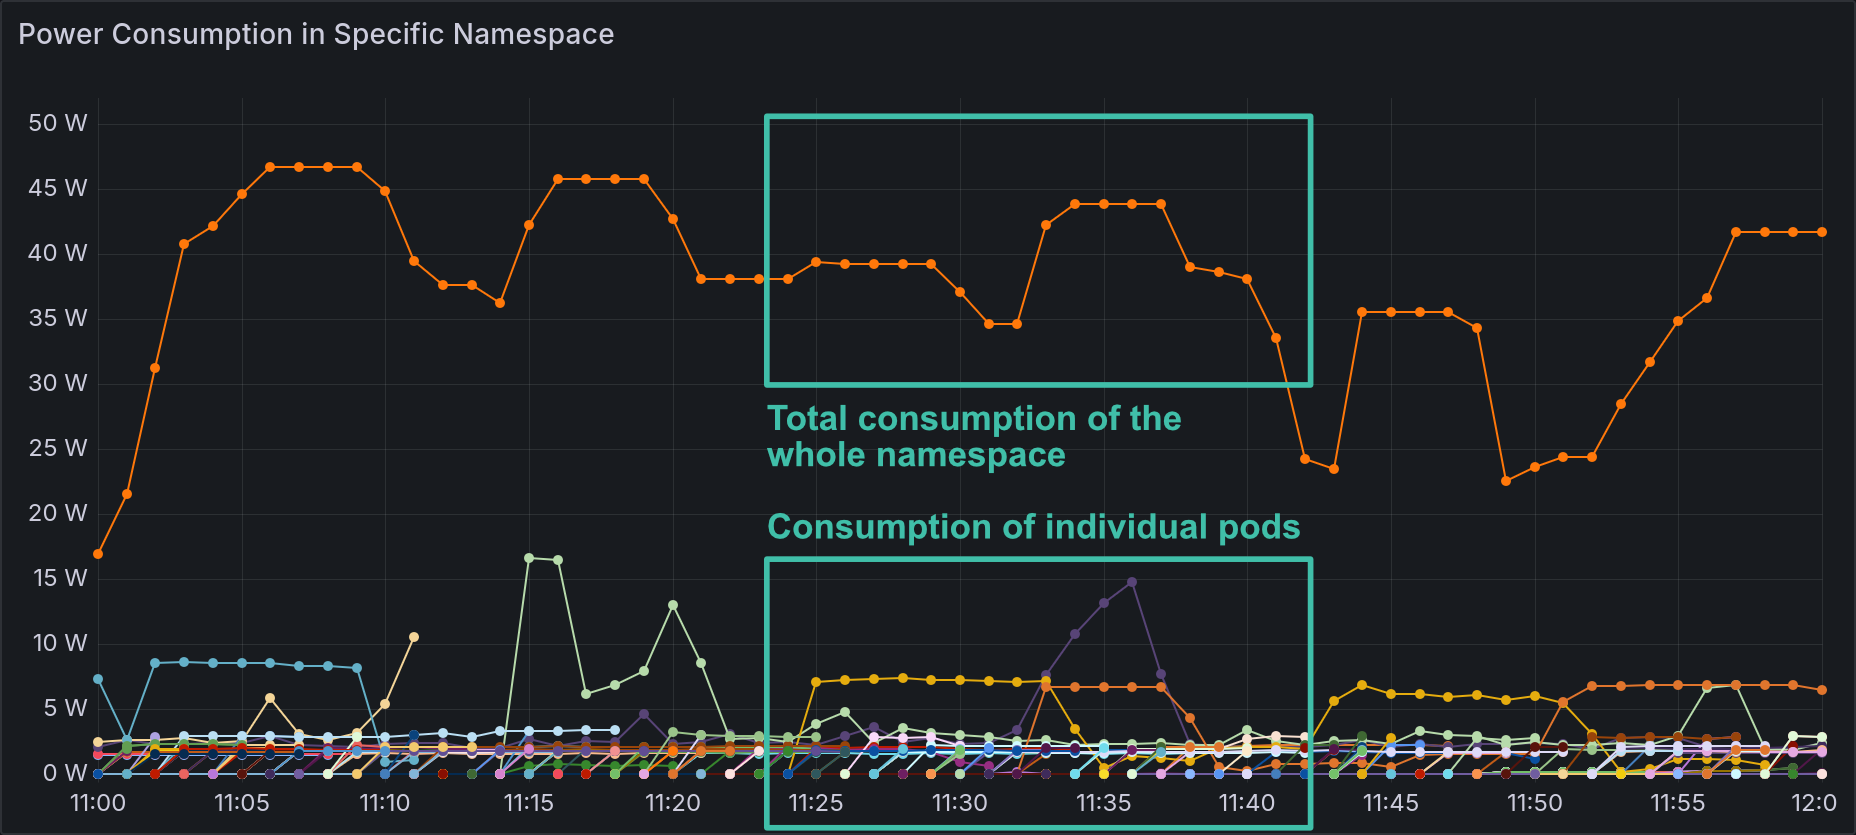 Power Consumption in Specific Namespace
50 W
45 W
40 W
35 W
30 W
Total consumption of the
whole namespace
25 W
20 W
Consumption of individual pods
15 W
10 W
5 W
0 W
11:00 11:05 11:10 11:15 11:20 11:25 11:30 11:35 11:40 11:45 11:50 11:55 12:0